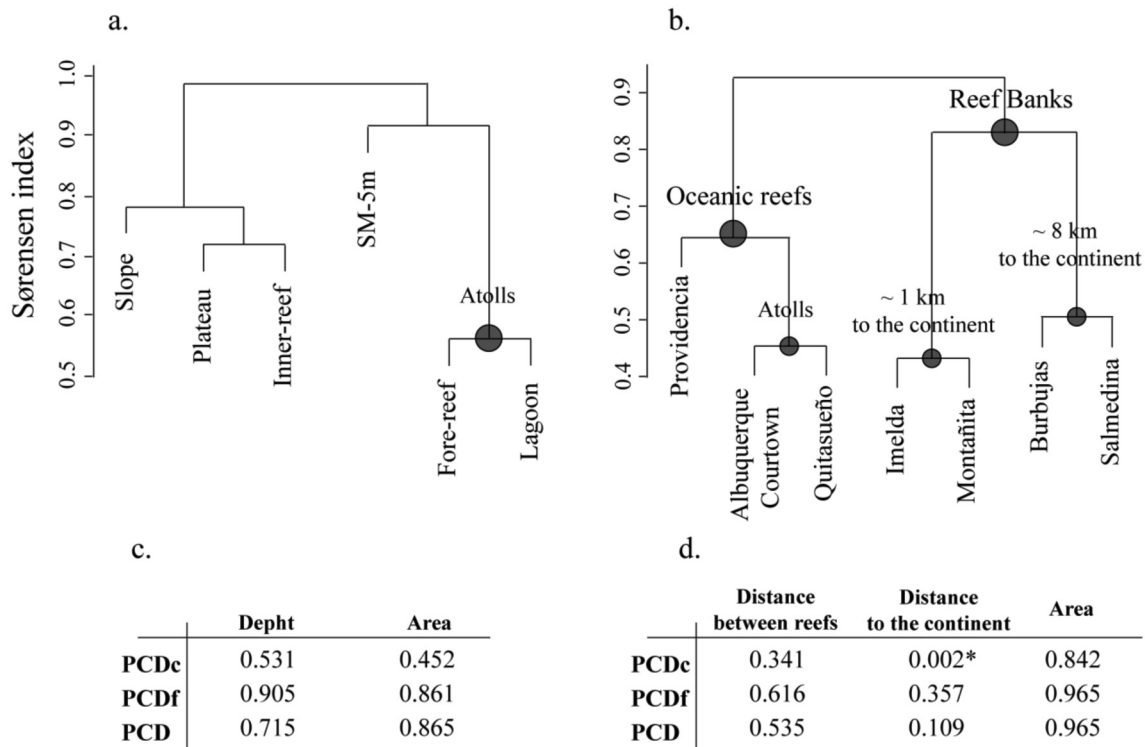 a.
Sørensen index
1.0
0.9
0.8
0.7
0.6
0.5
Slope
Plateau
Inner-reef
SM-5m
Atolls
Fore-reef
Lagoon
b.
0.9
0.8
0.7
0.6
0.5
0.4
Reef Banks
Oceanic reefs
~ 8 km
to the continent
~ 1 km
to the continent
Atolls
Providencia
Albuquerque
Courtown
Quitasueño
Imelda
Montañita
Burbujas
Salmedina
c.
Depht Area
PCDc 0.531 0.452
PCDf 0.905 0.861
PCD 0.715 0.865
d.
Distance between reefs Distance to the continent Area
PCDc 0.341 0.002* 0.842
PCDf 0.616 0.357 0.965
PCD 0.535 0.109 0.965